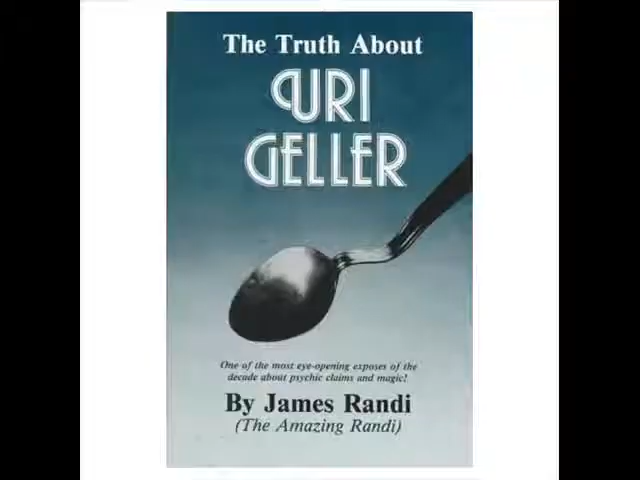 The Truth About
URI
GELLER
One of the most eye-opening exposes of the
decade about psychic claims and magic!
By James Randi
(The Amazing Randi)